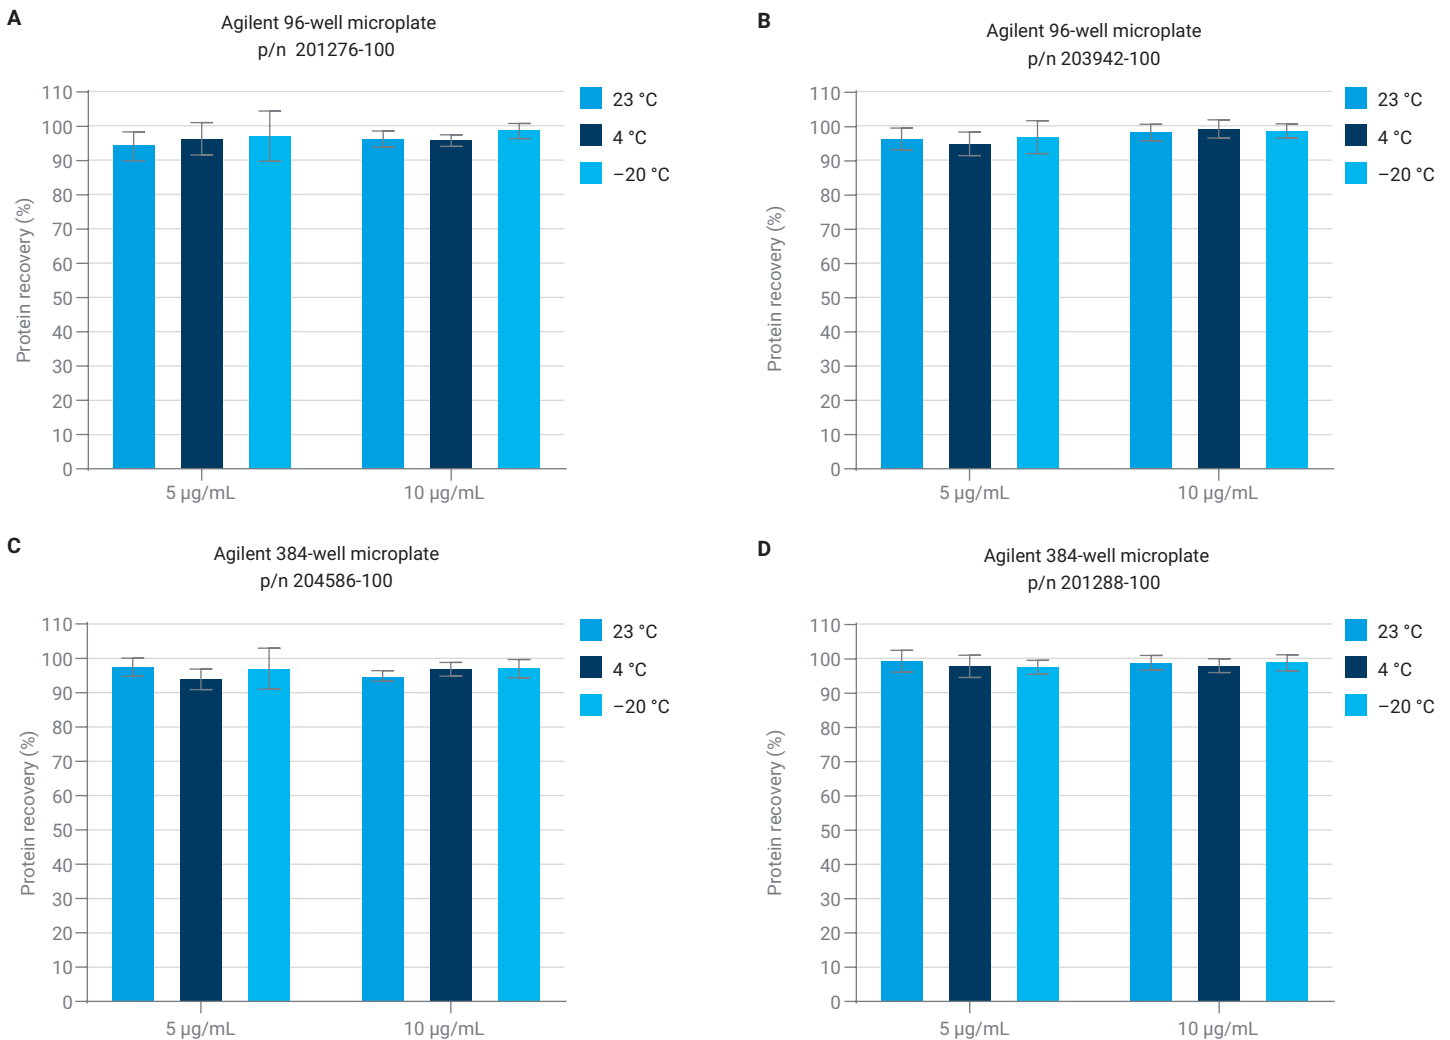 A
Agilent 96-well microplate
p/n 201276-100
Protein recovery (%)
110
100
90
80
70
60
50
40
30
20
10
0
5 µg/mL
10 µg/mL
23 °C
4 °C
−20 °C
B
Agilent 96-well microplate
p/n 203942-100
Protein recovery (%)
110
100
90
80
70
60
50
40
30
20
10
0
5 µg/mL
10 µg/mL
23 °C
4 °C
−20 °C
C
Agilent 384-well microplate
p/n 204586-100
Protein recovery (%)
110
100
90
80
70
60
50
40
30
20
10
0
5 µg/mL
10 µg/mL
23 °C
4 °C
−20 °C
D
Agilent 384-well microplate
p/n 201288-100
Protein recovery (%)
110
100
90
80
70
60
50
40
30
20
10
0
5 µg/mL
10 µg/mL
23 °C
4 °C
−20 °C